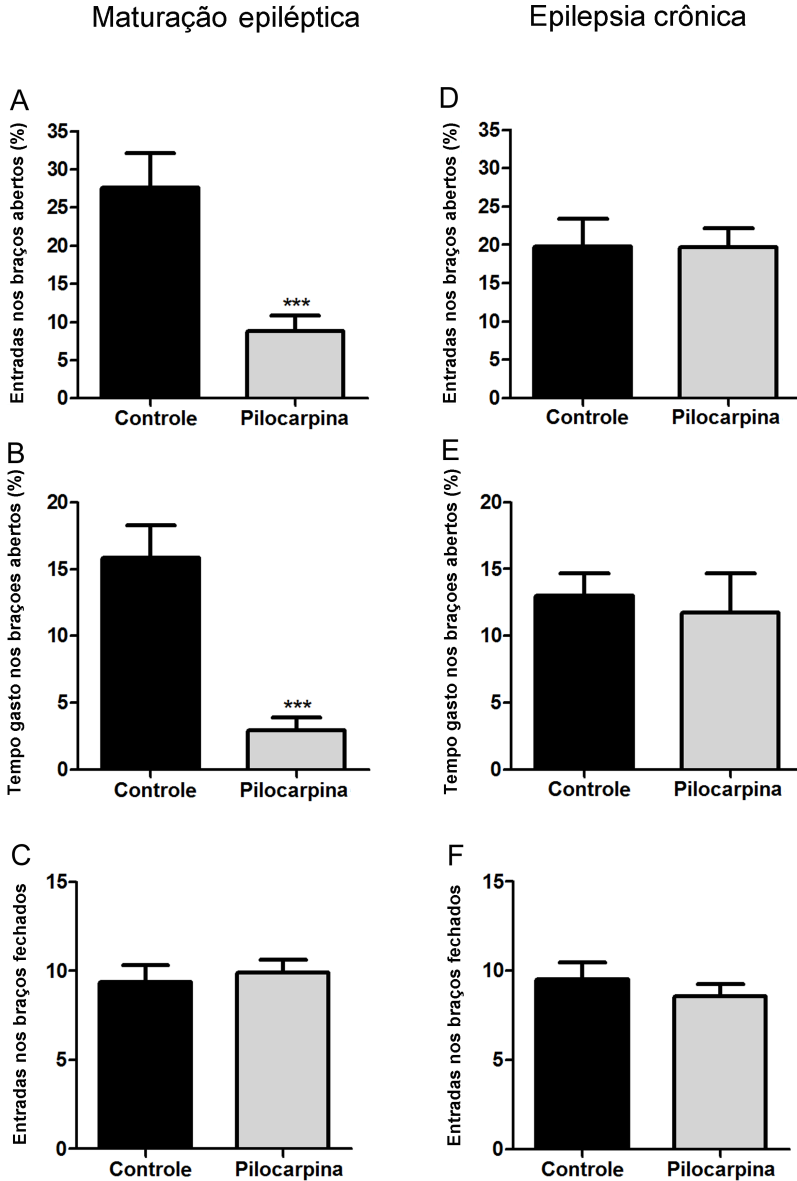 Maturação epiléptica
Epilepsia crônica
A
Entradas nos braços abertos (%)
35
30
25
20
15
10
5
0
***
Controle
Pilocarpina
D
Entradas nos braços abertos (%)
35
30
25
20
15
10
5
0
Controle
Pilocarpina
B
Tempo gasto nos braçoes abertos (%)
20
15
10
5
0
***
Controle
Pilocarpina
E
Tempo gasto nos braços abertos (%)
20
15
10
5
0
Controle
Pilocarpina
C
Entradas nos braços fechados
15
10
5
0
Controle
Pilocarpina
F
Entradas nos braços fechados
15
10
5
0
Controle
Pilocarpina